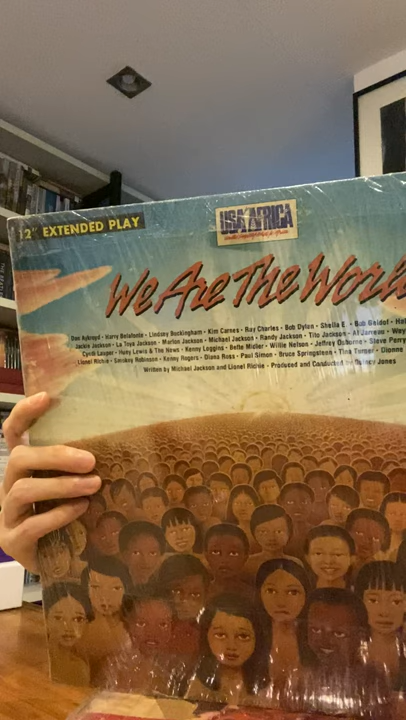 12" EXTENDED PLAY
USA for AFRICA
We Are The Worl
Dan Aykroyd • Harry Belafonte • Lindsey Buckingham • Kim Carnes • Ray Charles • Bob Dylan • Sheila E. • Bob Geldof • Hal
Jackie Jackson • La Toya Jackson • Marlon Jackson • Michael Jackson • Randy Jackson • Tito Jackson • Al Jarreau • Way
Cyndi Lauper • Huey Lewis & The News • Kenny Loggins • Bette Midler • Willie Nelson • Jeffrey Osborne • Steve Perry
Lionel Richie • Smokey Robinson • Kenny Rogers • Diana Ross • Paul Simon • Bruce Springsteen • Tina Turner • Dionne
Written by Michael Jackson and Lionel Richie • Produced and Conducted by Quincy Jones